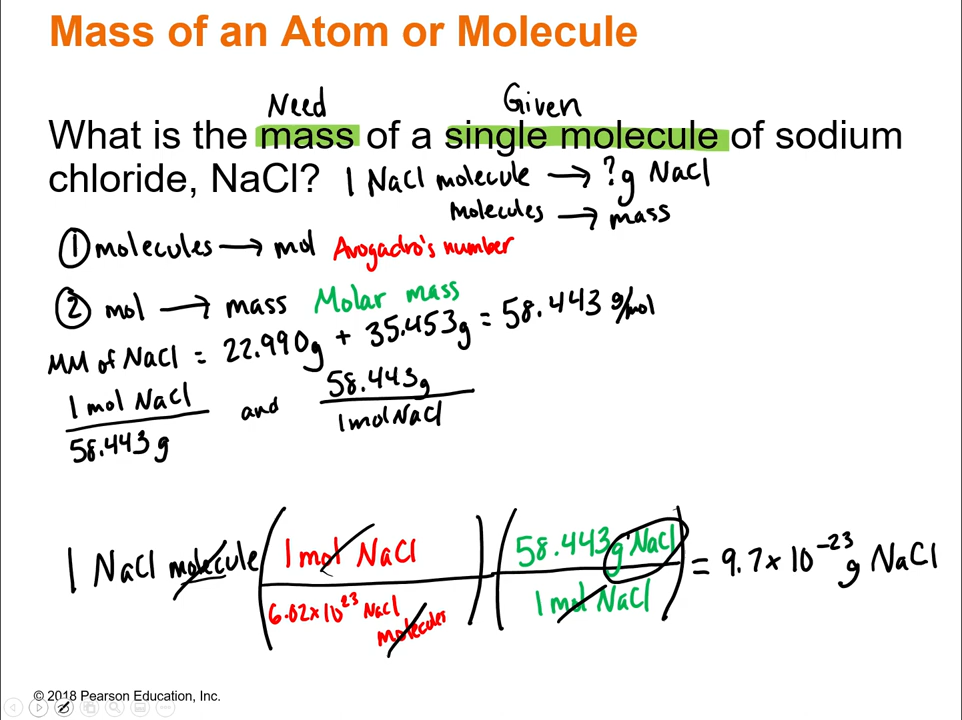 Mass of an Atom or Molecule
Need Given
What is the mass of a single molecule of sodium
chloride, NaCl? 1 NaCl molecule → ? g NaCl
Molecules → mass
① molecules → mol Avogadro's number
② mol → mass Molar mass
MM of NaCl = 22.990g + 35.453g = 58.443 g/mol
1 mol NaCl / 58.443 g and 58.443g / 1 mol NaCl
1 NaCl molecule (1 mol NaCl / 6.02x10²³ NaCl molecules) (58.443 g NaCl / 1 mol NaCl) = 9.7x10⁻²³ g NaCl
© 2018 Pearson Education, Inc.